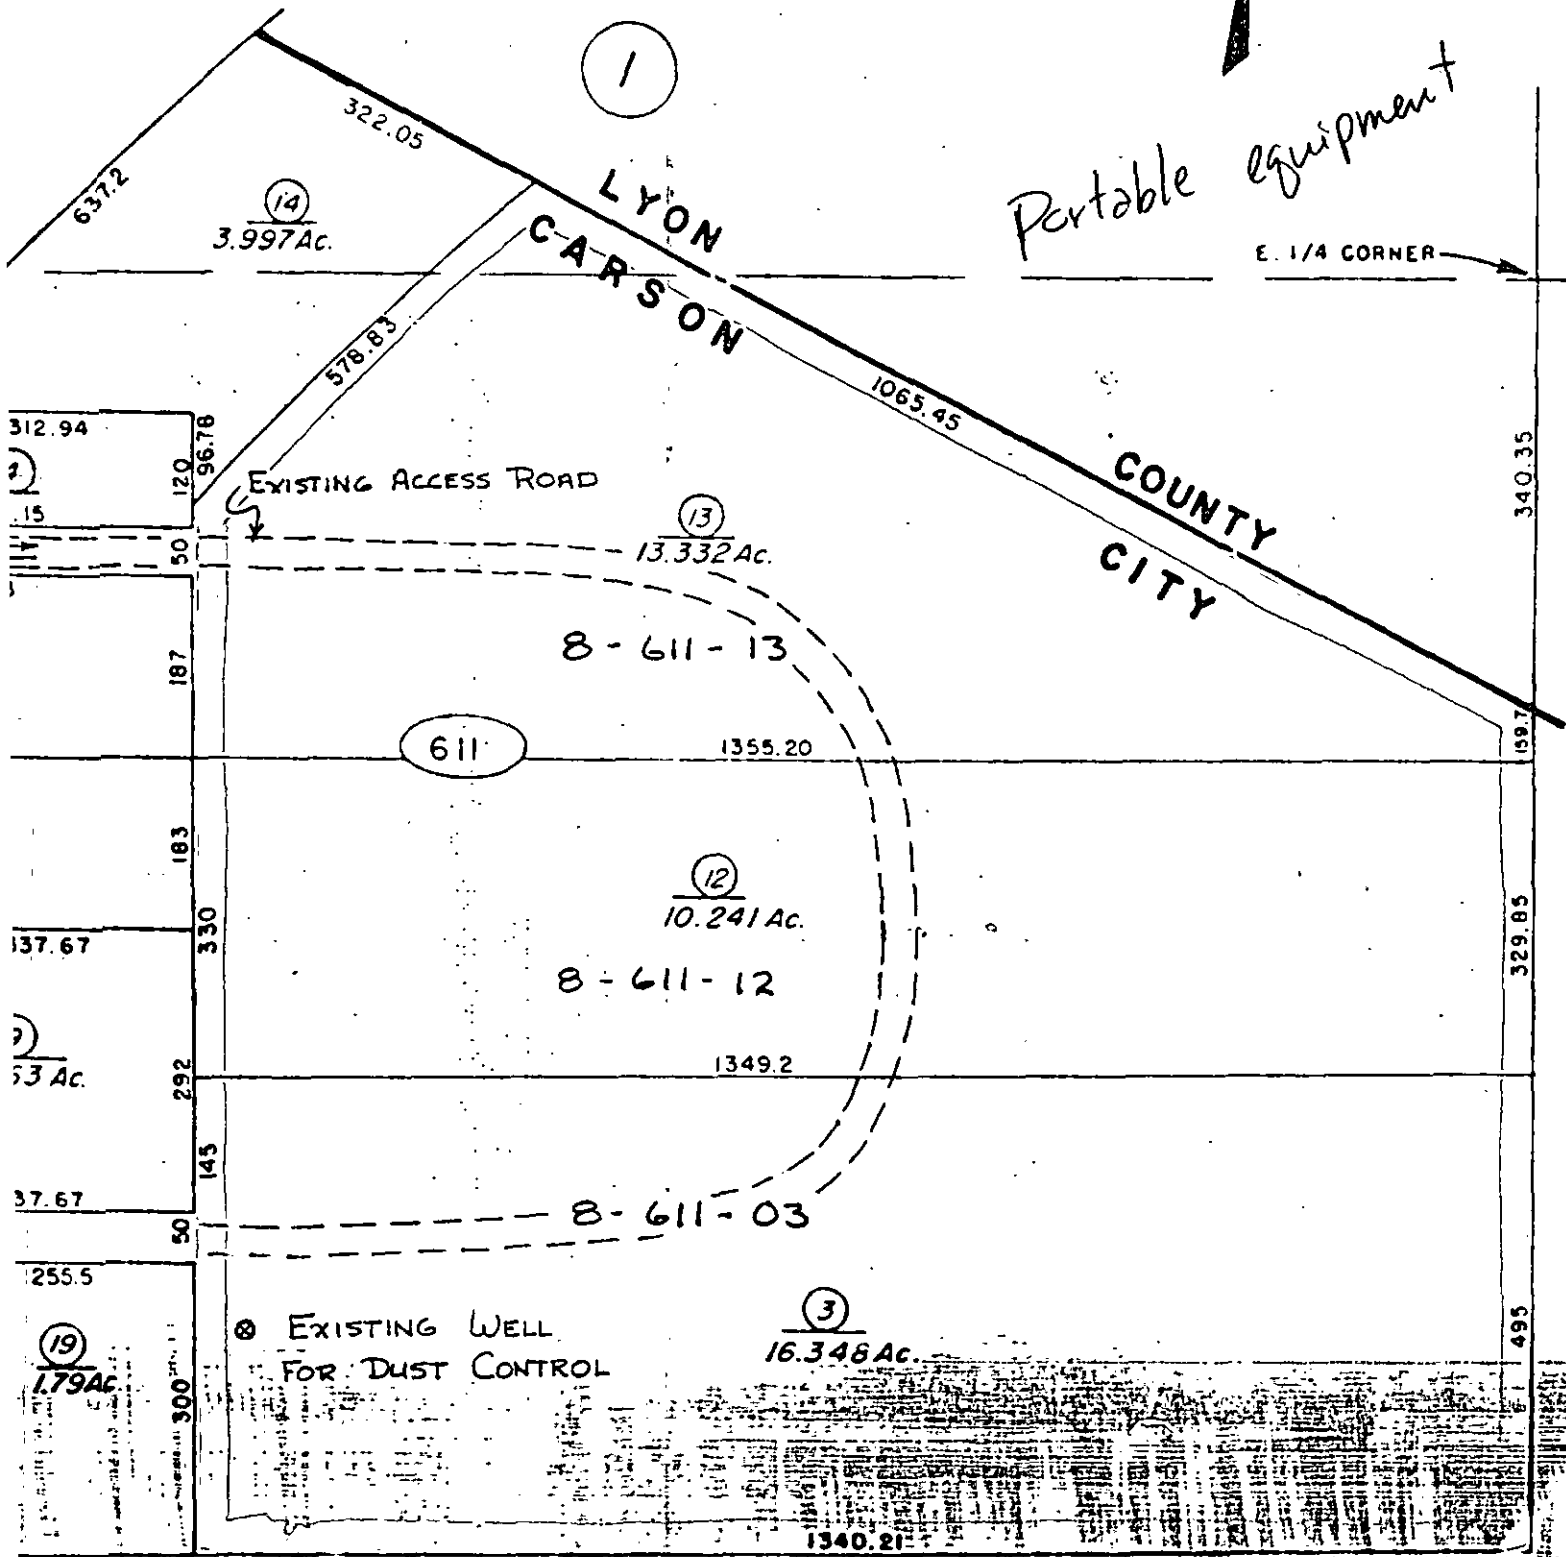 1
Portable equipment
322.05
637.2
LYON
CARSON
14
3.997 Ac.
E. 1/4 CORNER
578.83
1065.45
COUNTY
CITY
340.35
312.94
120
96.78
.15
EXISTING ACCESS ROAD
50
13
13.332 Ac.
8-611-13
187
611
1355.20
159.7
183
12
10.241 Ac.
330
137.67
329.85
8-611-12
53 Ac.
292
1349.2
145
37.67
50
8-611-03
255.5
EXISTING WELL
FOR DUST CONTROL
3
16.348 Ac.
495
19
1.79 Ac
300
1340.21